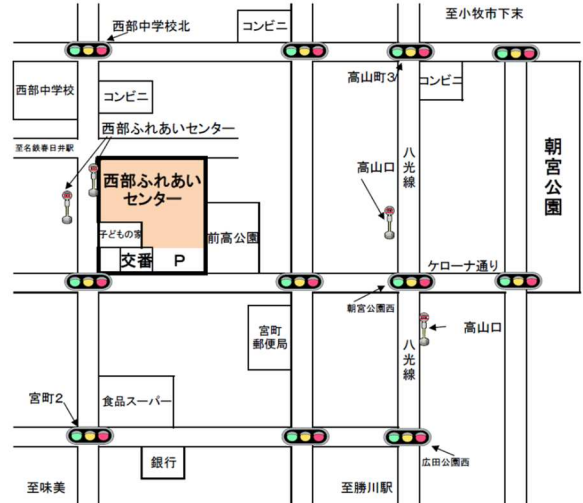 至小牧市下末
コンビニ
西部中学校北
西部中学校
コンビニ
高山町3
コンビニ
西部ふれあいセンター
至名鉄春日井駅
西部ふれあい
センター
子どもの家
交番
P
前高公園
高山口
八光線
朝宮公園
ケローナ通り
朝宮公園西
宮町
郵便局
高山口
八光線
宮町2
食品スーパー
銀行
広田公園西
至味美
至勝川駅